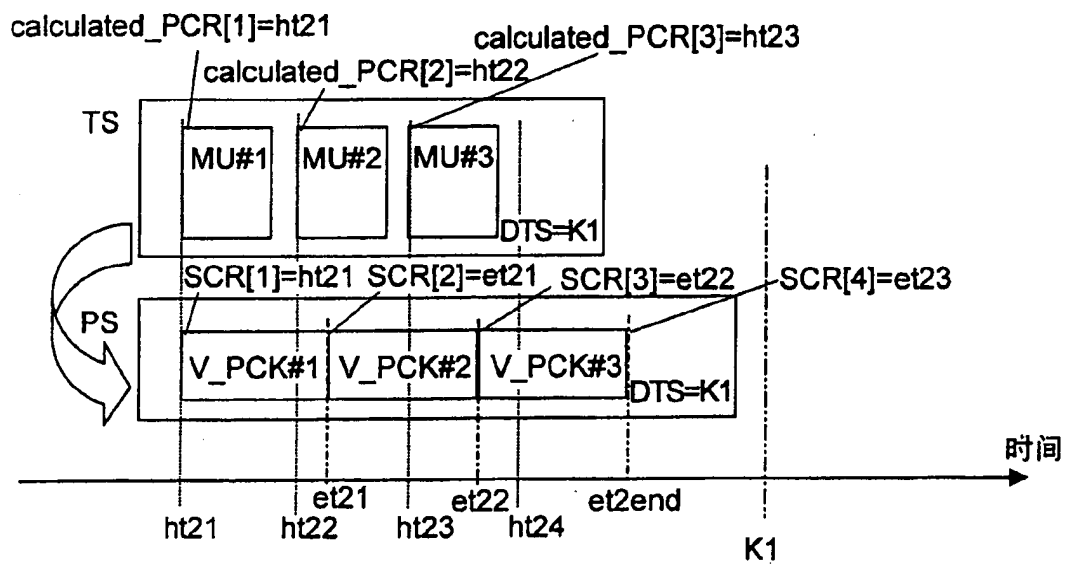 calculated_PCR[1]=ht21
calculated_PCR[3]=ht23
calculated_PCR[2]=ht22
TS
MU#1
MU#2
MU#3
DTS=K1
SCR[1]=ht21
SCR[2]=et21
SCR[3]=et22
SCR[4]=et23
PS
V_PCK#1
V_PCK#2
V_PCK#3
DTS=K1
时间
et21
et22
et2end
ht21
ht22
ht23
ht24
K1